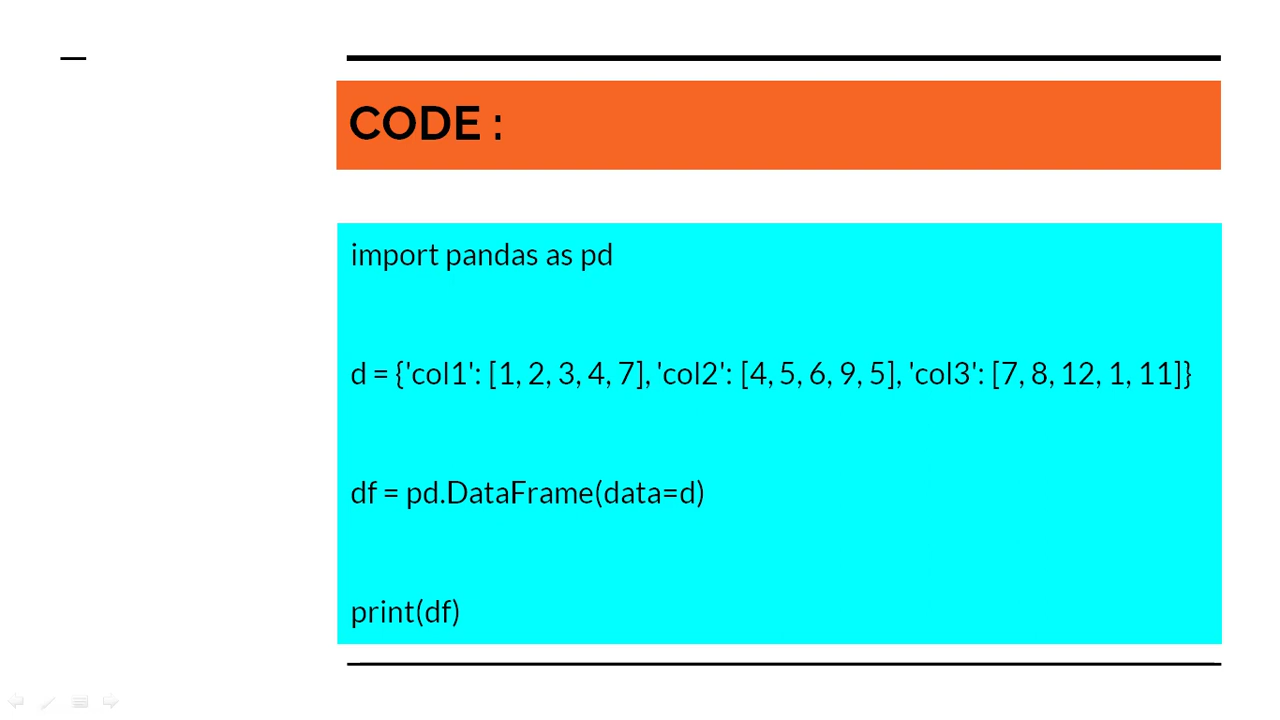 CODE :
import pandas as pd
d = {'col1': [1, 2, 3, 4, 7], 'col2': [4, 5, 6, 9, 5], 'col3': [7, 8, 12, 1, 11]}
df = pd.DataFrame(data=d)
print(df)